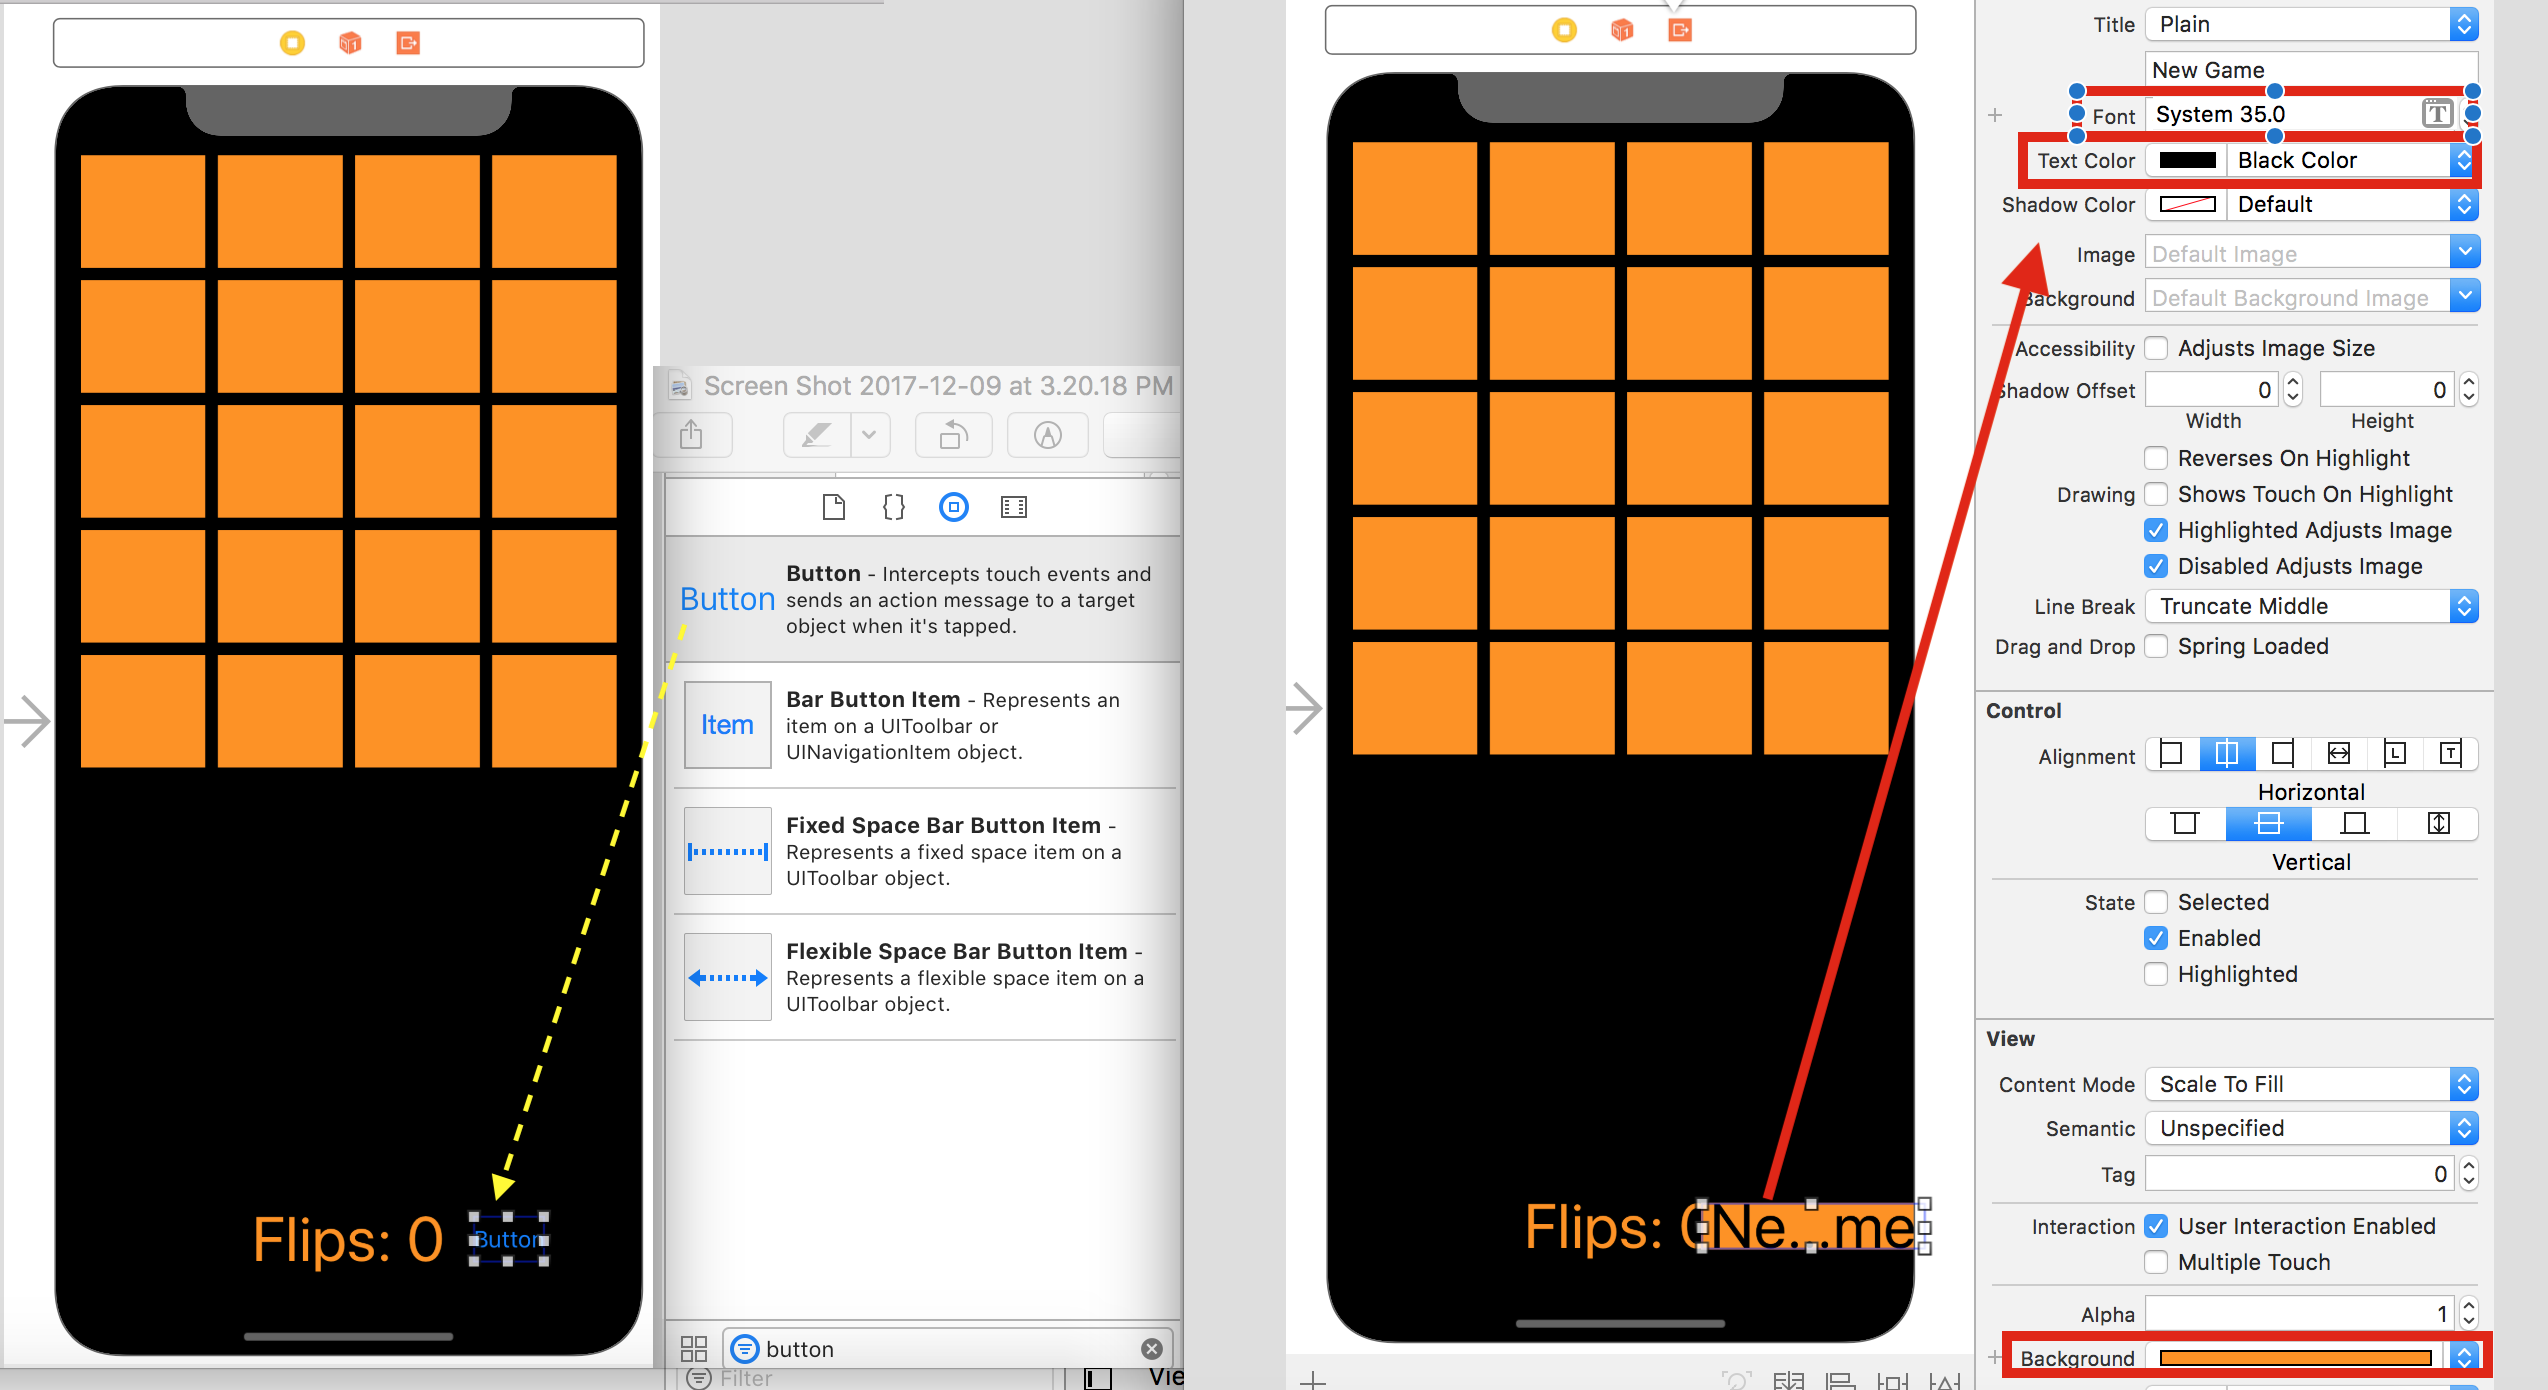 Screen Shot 2017-12-09 at 3.20.18 PM
Button
Button - Intercepts touch events and
sends an action message to a target
object when it's tapped.
Item
Bar Button Item - Represents an
item on a UIToolbar or
UINavigationItem object.
Fixed Space Bar Button Item -
Represents a fixed space item on a
UIToolbar object.
Flexible Space Bar Button Item -
Represents a flexible space item on a
UIToolbar object.
Flips: 0
Button
button
Filter
Vie
Flips: 0
Ne...me
Title Plain
New Game
Font System 35.0 T
Text Color Black Color
Shadow Color Default
Image Default Image
Background Default Background Image
Accessibility Adjusts Image Size
Shadow Offset 0 0
Width Height
Reverses On Highlight
Drawing Shows Touch On Highlight
Highlighted Adjusts Image
Disabled Adjusts Image
Line Break Truncate Middle
Drag and Drop Spring Loaded
Control
Alignment L T
Horizontal
Vertical
State Selected
Enabled
Highlighted
View
Content Mode Scale To Fill
Semantic Unspecified
Tag 0
Interaction User Interaction Enabled
Multiple Touch
Alpha 1
Background